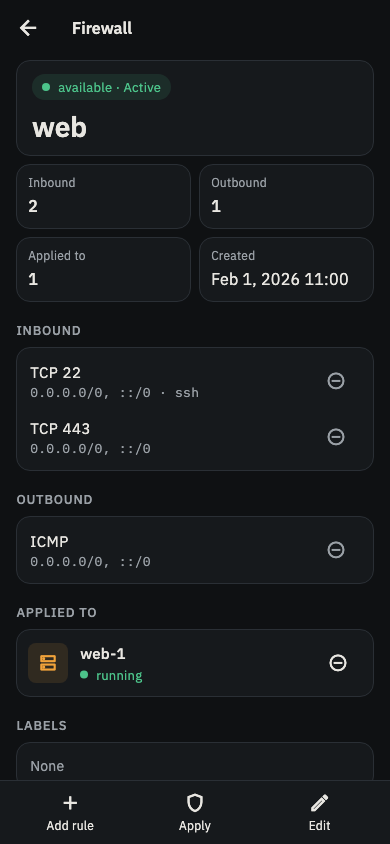 Firewall
available · Active
web
Inbound
2
Outbound
1
Applied to
1
Created
Feb 1, 2026 11:00
INBOUND
TCP 22
0.0.0.0/0, ::/0 · ssh
TCP 443
0.0.0.0/0, ::/0
OUTBOUND
ICMP
0.0.0.0/0, ::/0
APPLIED TO
web-1
running
LABELS
None
Add rule
Apply
Edit